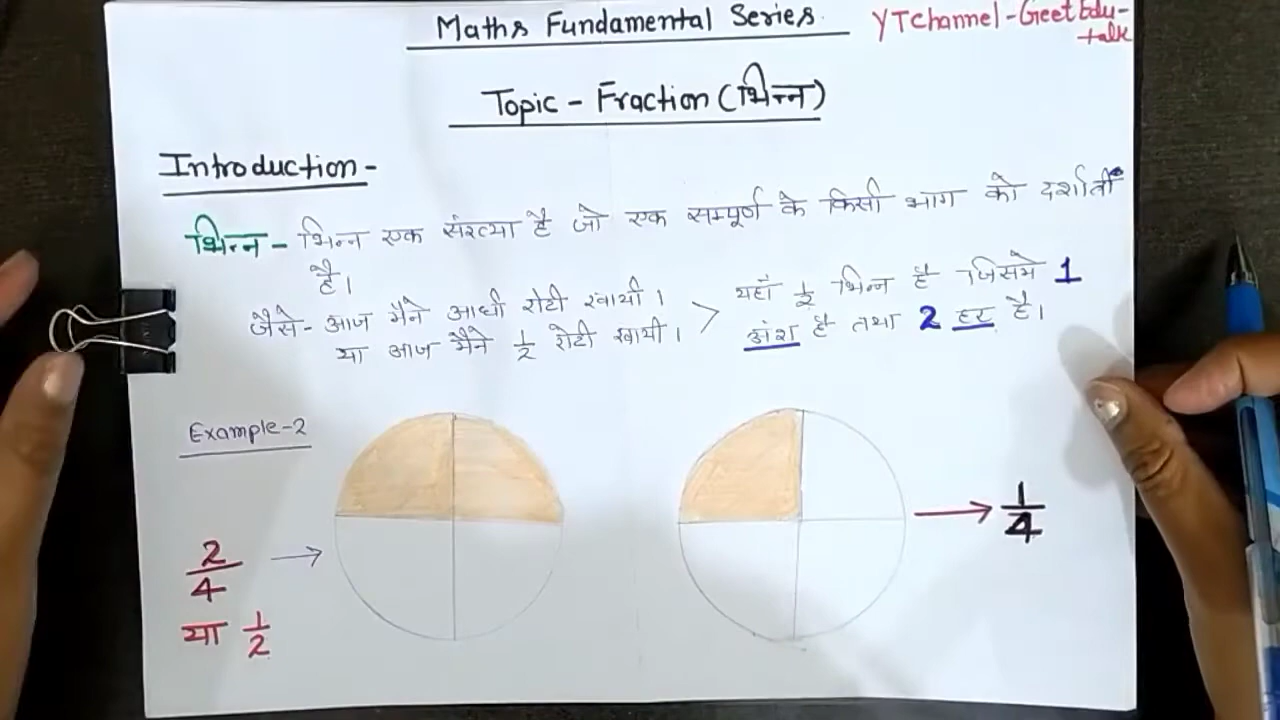 Maths Fundamental Series.
YTchannel-Geet Edu-
talk
Topic - Fraction (भिन्न)
Introduction -
भिन्न - भिन्न एक संख्या है जो एक सम्पूर्ण के किसी भाग को दर्शाती
है।
जैसे- आज मैने आधी रोटी खायी।
या आज मैने 1/2 रोटी खायी।
> यहाँ 1/2 भिन्न है जिसमे 1
अंश है तथा 2 हर है।
Example-2
2/4 →
या 1/2
→ 1/4